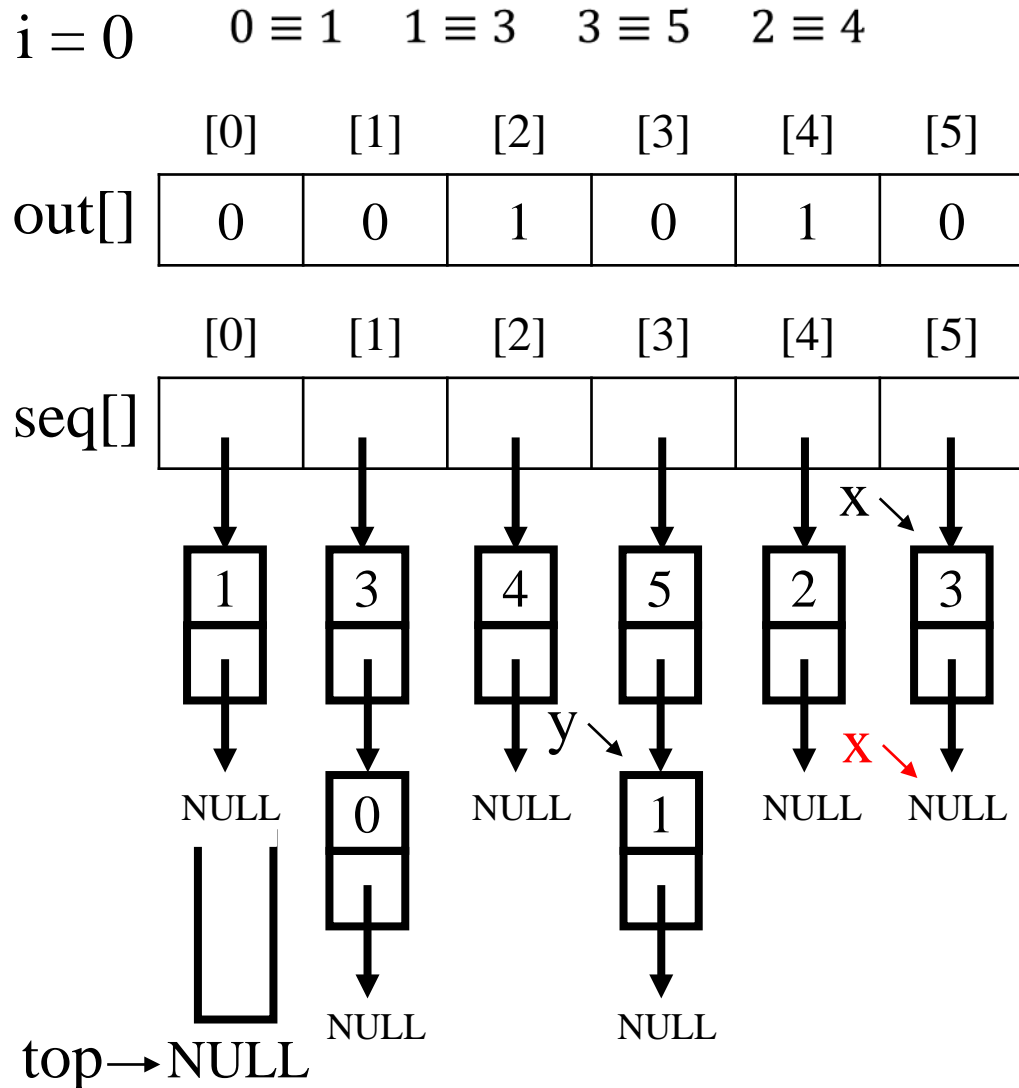 i = 0 0 ≡ 1 1 ≡ 3 3 ≡ 5 2 ≡ 4
[0] [1] [2] [3] [4] [5]
out[] 0 0 1 0 1 0
[0] [1] [2] [3] [4] [5]
seq[]
x
1 3 4 5 2 3
y x
NULL 0 NULL 1 NULL NULL
NULL NULL
top→NULL